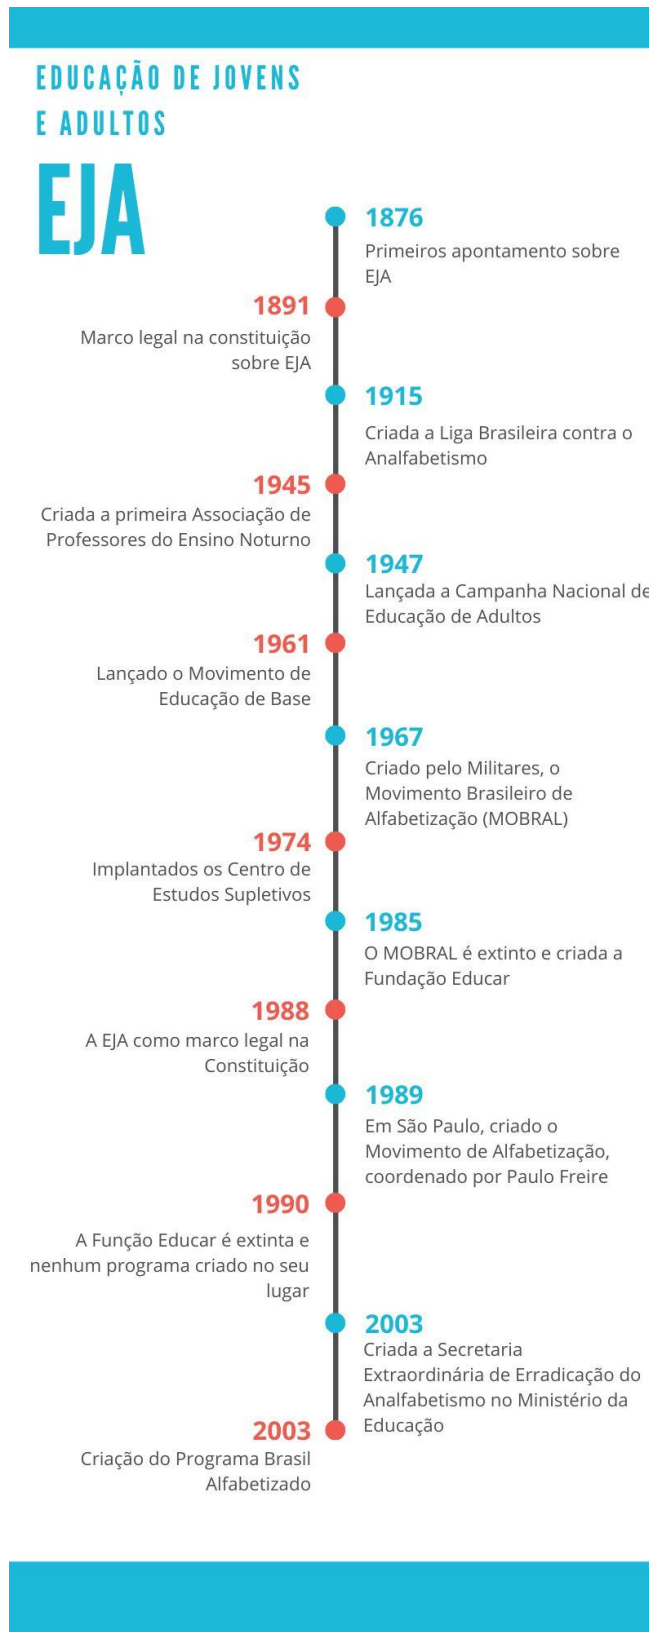 EDUCAÇÃO DE JOVENS
E ADULTOS
EJA
1876
Primeiros apontamento sobre
EJA
1891
Marco legal na constituição
sobre EJA
1915
Criada a Liga Brasileira contra o
Analfabetismo
1945
Criada a primeira Associação de
Professores do Ensino Noturno
1947
Lançada a Campanha Nacional de
Educação de Adultos
1961
Lançado o Movimento de
Educação de Base
1967
Criado pelo Militares, o
Movimento Brasileiro de
Alfabetização (MOBRAL)
1974
Implantados os Centro de
Estudos Supletivos
1985
O MOBRAL é extinto e criada a
Fundação Educar
1988
A EJA como marco legal na
Constituição
1989
Em São Paulo, criado o
Movimento de Alfabetização,
coordenado por Paulo Freire
1990
A Função Educar é extinta e
nenhum programa criado no seu
lugar
2003
Criada a Secretaria
Extraordinária de Erradicação do
Analfabetismo no Ministério da
Educação
2003
Criação do Programa Brasil
Alfabetizado